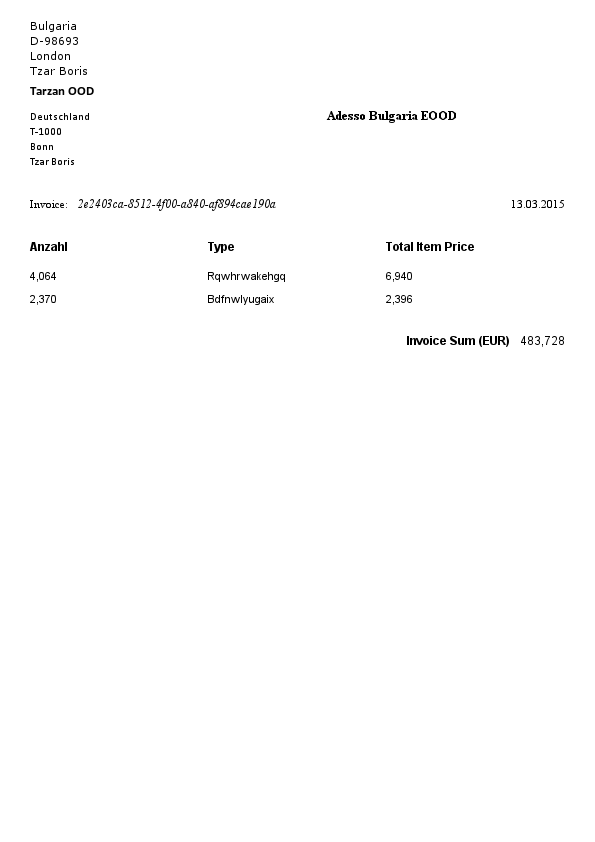 Bulgaria
D-98693
London
Tzar Boris
Tarzan OOD
Deutschland
T-1000
Bonn
Tzar Boris
Adesso Bulgaria EOOD
Invoice: 2e2403ca-8512-4f00-a840-af894cae190a 13.03.2015
Anzahl Type Total Item Price
4,064 Rqwhrwakehgq 6,940
2,370 Bdfnwlyugaix 2,396
Invoice Sum (EUR) 483,728